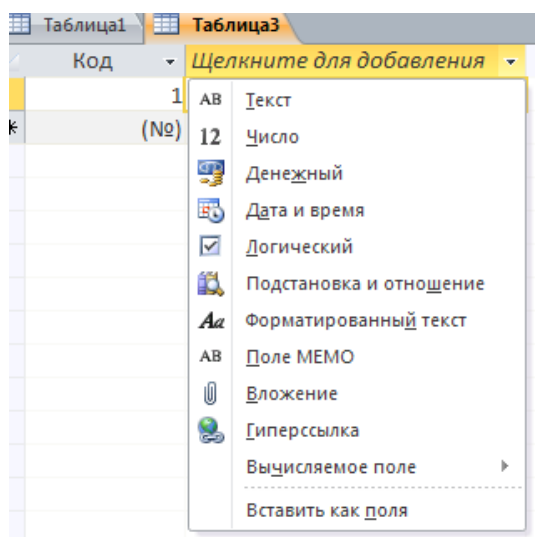 Таблица1 Таблица3
Код Щелкните для добавления
1
* (№)
AB Текст
12 Число
Денежный
Дата и время
Логический
Подстановка и отношение
Aa Форматированный текст
AB Поле МЕМО
Вложение
Гиперссылка
Вычисляемое поле
Вставить как поля